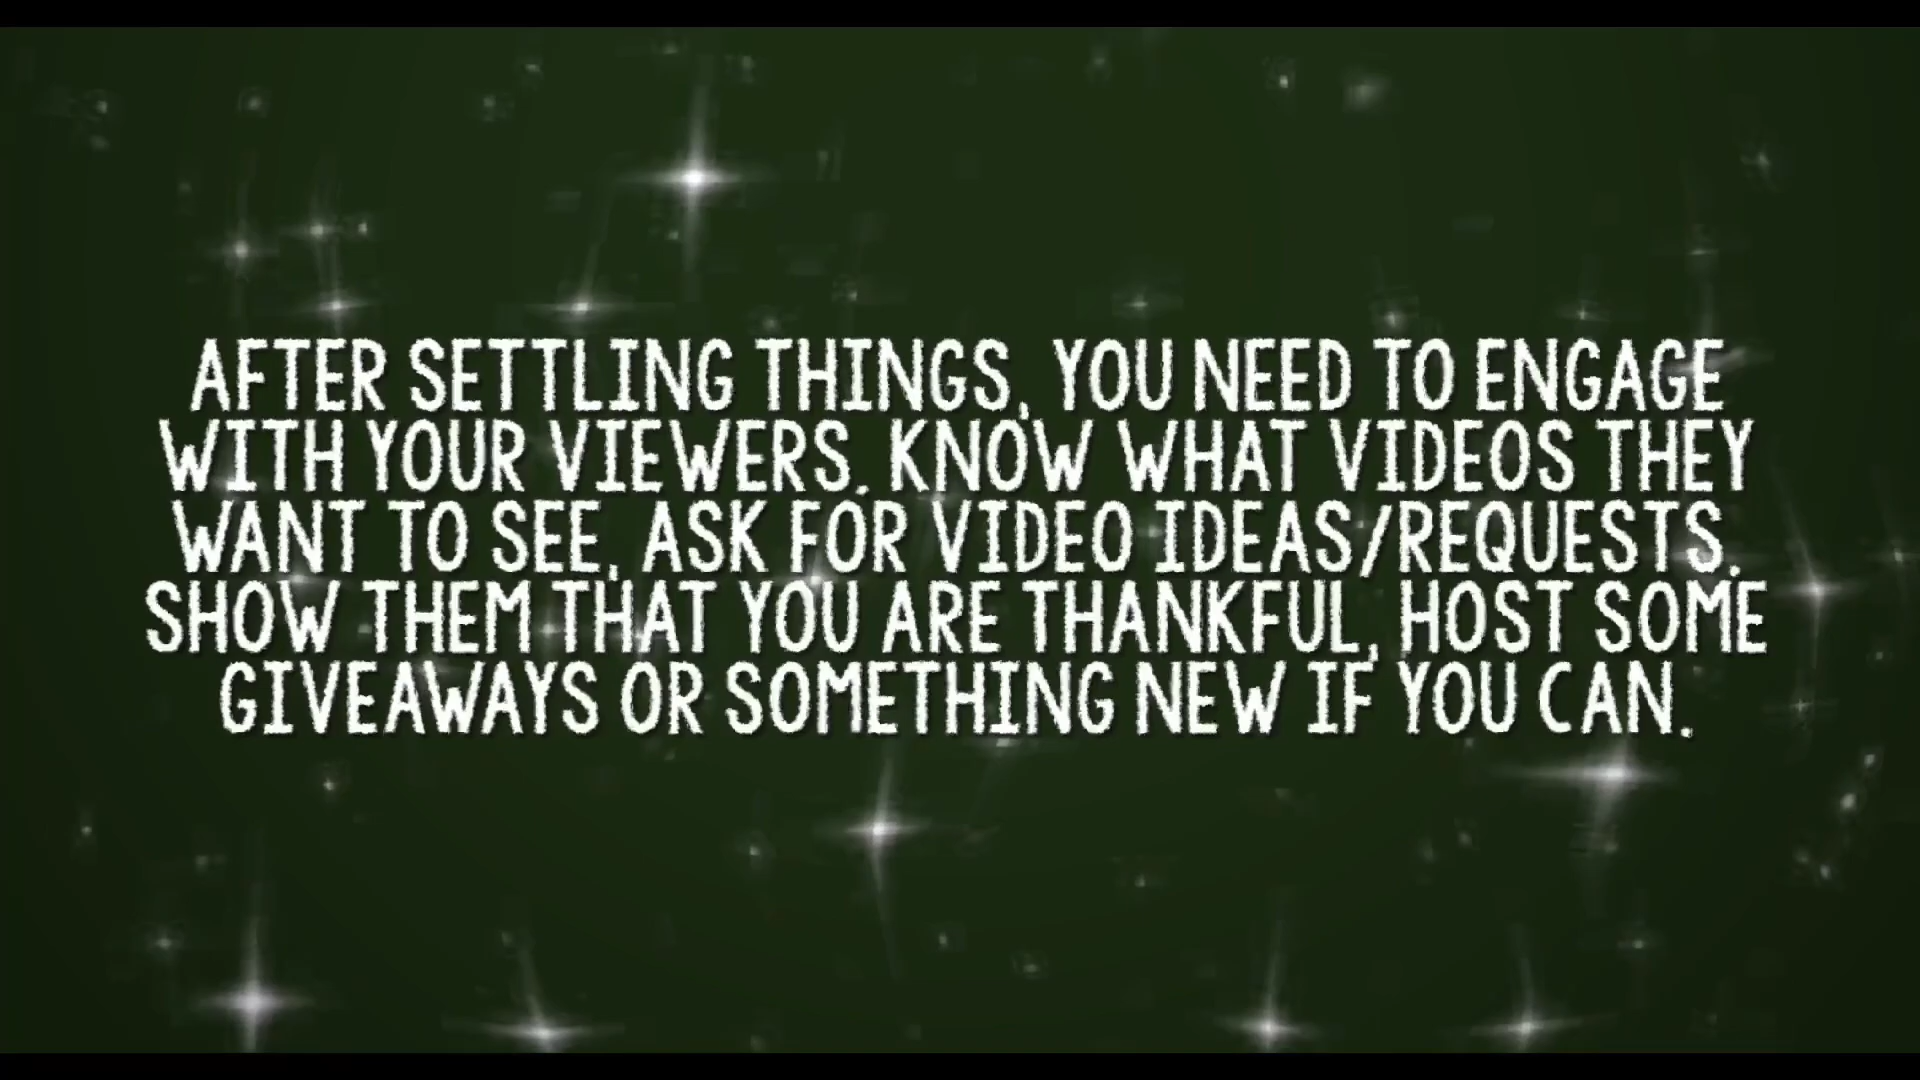 AFTER SETTLING THINGS, YOU NEED TO ENGAGE
WITH YOUR VIEWERS. KNOW WHAT VIDEOS THEY
WANT TO SEE, ASK FOR VIDEO IDEAS/REQUESTS.
SHOW THEM THAT YOU ARE THANKFUL, HOST SOME
GIVEAWAYS OR SOMETHING NEW IF YOU CAN.